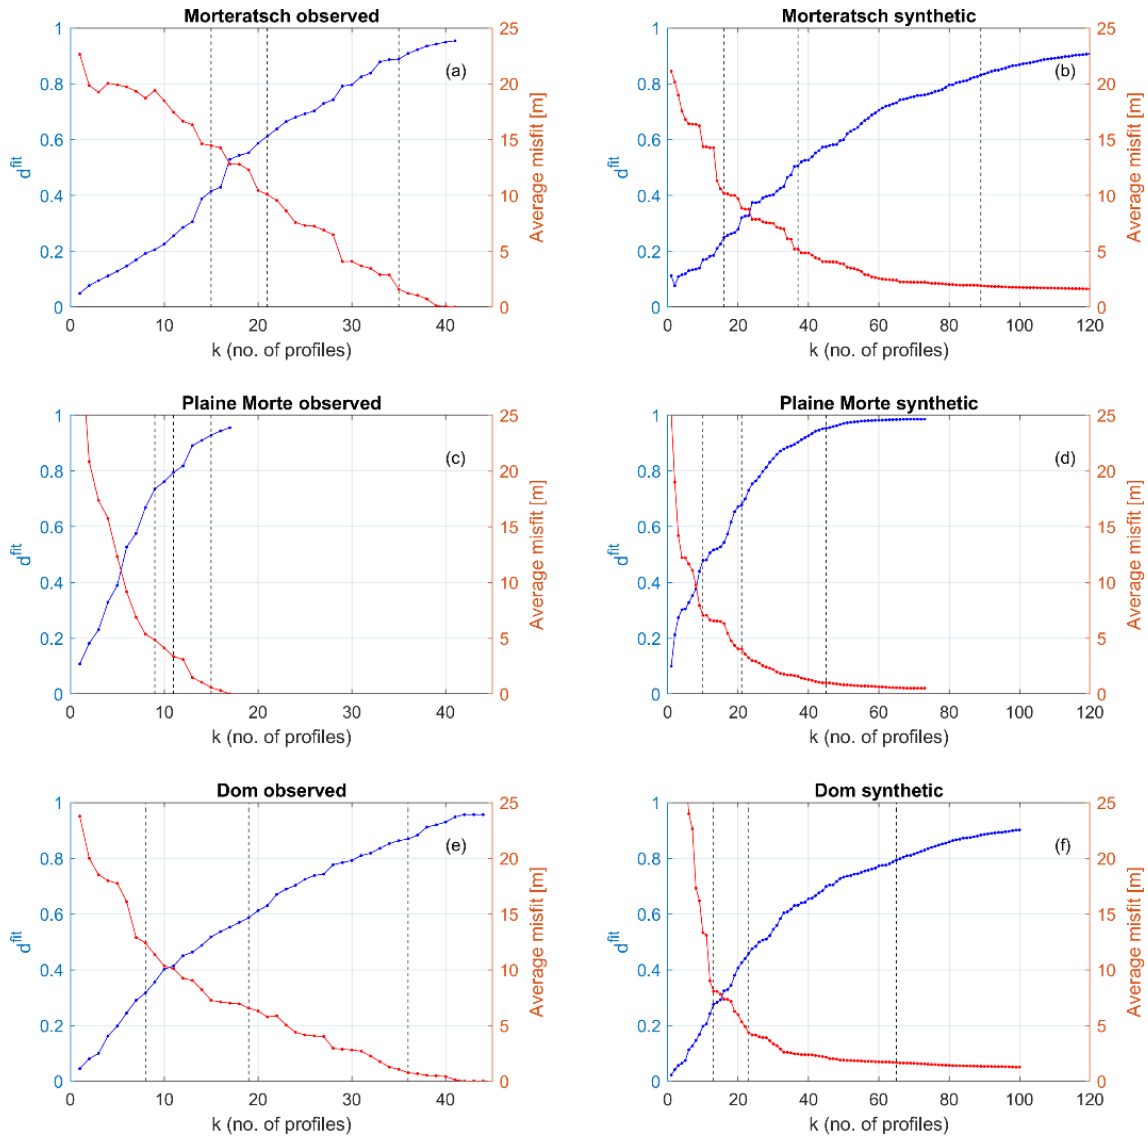 Morteratsch observed
1
0.8
0.6
0.4
0.2
0
d^fit
25
20
15
10
5
0
Average misfit [m]
(a)
0 10 20 30 40
k (no. of profiles)
Morteratsch synthetic
1
0.8
0.6
0.4
0.2
0
d^fit
25
20
15
10
5
0
Average misfit [m]
(b)
0 20 40 60 80 100 120
k (no. of profiles)
Plaine Morte observed
1
0.8
0.6
0.4
0.2
0
d^fit
25
20
15
10
5
0
Average misfit [m]
(c)
0 10 20 30 40
k (no. of profiles)
Plaine Morte synthetic
1
0.8
0.6
0.4
0.2
0
d^fit
25
20
15
10
5
0
Average misfit [m]
(d)
0 20 40 60 80 100 120
k (no. of profiles)
Dom observed
1
0.8
0.6
0.4
0.2
0
d^fit
25
20
15
10
5
0
Average misfit [m]
(e)
0 10 20 30 40
k (no. of profiles)
Dom synthetic
1
0.8
0.6
0.4
0.2
0
d^fit
25
20
15
10
5
0
Average misfit [m]
(f)
0 20 40 60 80 100 120
k (no. of profiles)